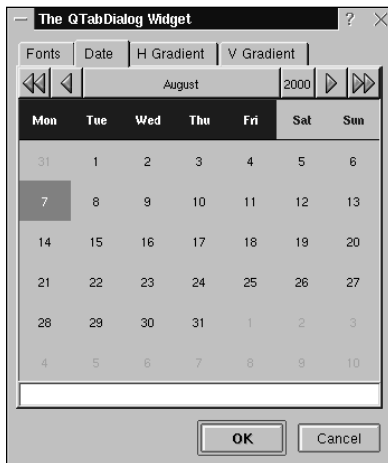 The QTabDialog Widget ?
Fonts Date H Gradient V Gradient
August 2000
Mon Tue Wed Thu Fri Sat Sun
31 1 2 3 4 5 6
7 8 9 10 11 12 13
14 15 16 17 18 19 20
21 22 23 24 25 26 27
28 29 30 31 1 2 3
4 5 6 7 8 9 10
OK Cancel